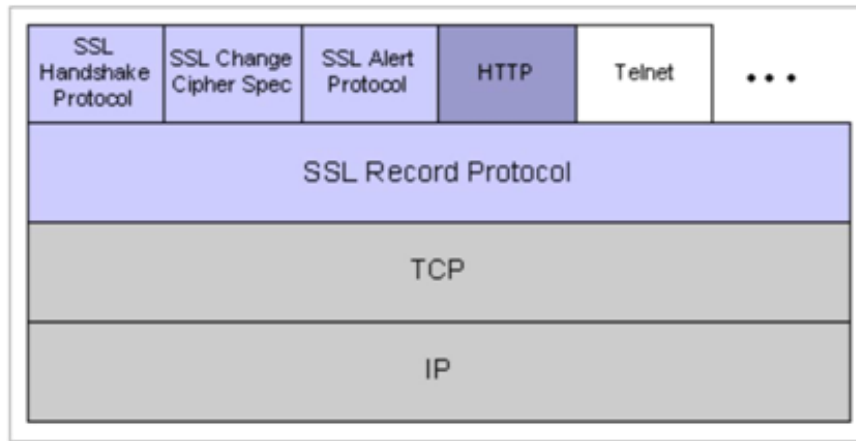 SSL
Handshake
Protocol
SSL Change
Cipher Spec
SSL Alert
Protocol
HTTP
Telnet
...
SSL Record Protocol
TCP
IP